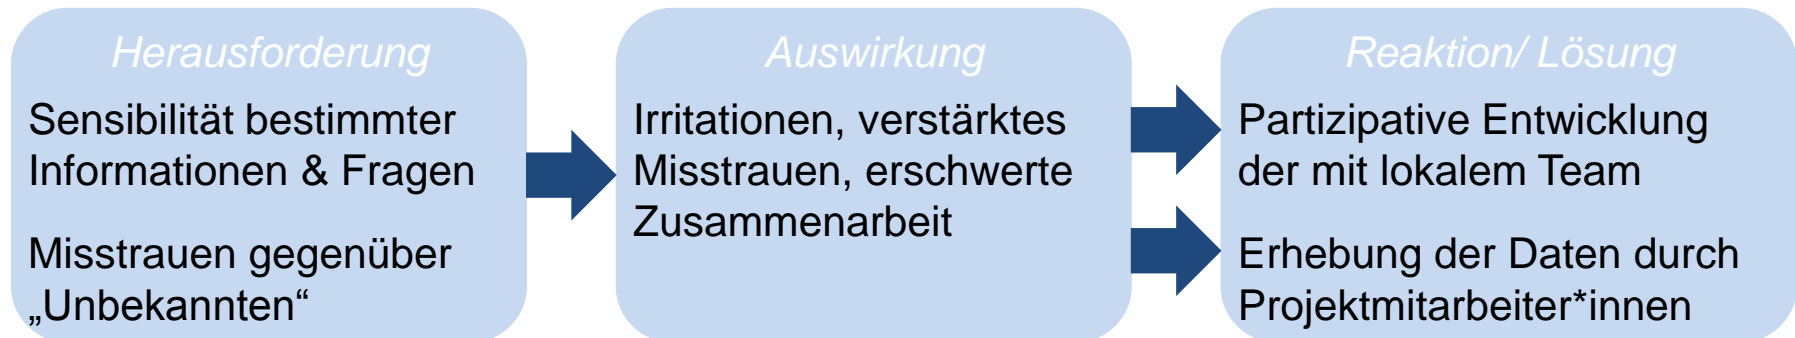 Herausforderung
Sensibilität bestimmter
Informationen & Fragen
Misstrauen gegenüber
„Unbekannten“
Auswirkung
Irritationen, verstärktes
Misstrauen, erschwerte
Zusammenarbeit
Reaktion/ Lösung
Partizipative Entwicklung
der mit lokalem Team
Erhebung der Daten durch
Projektmitarbeiter*innen